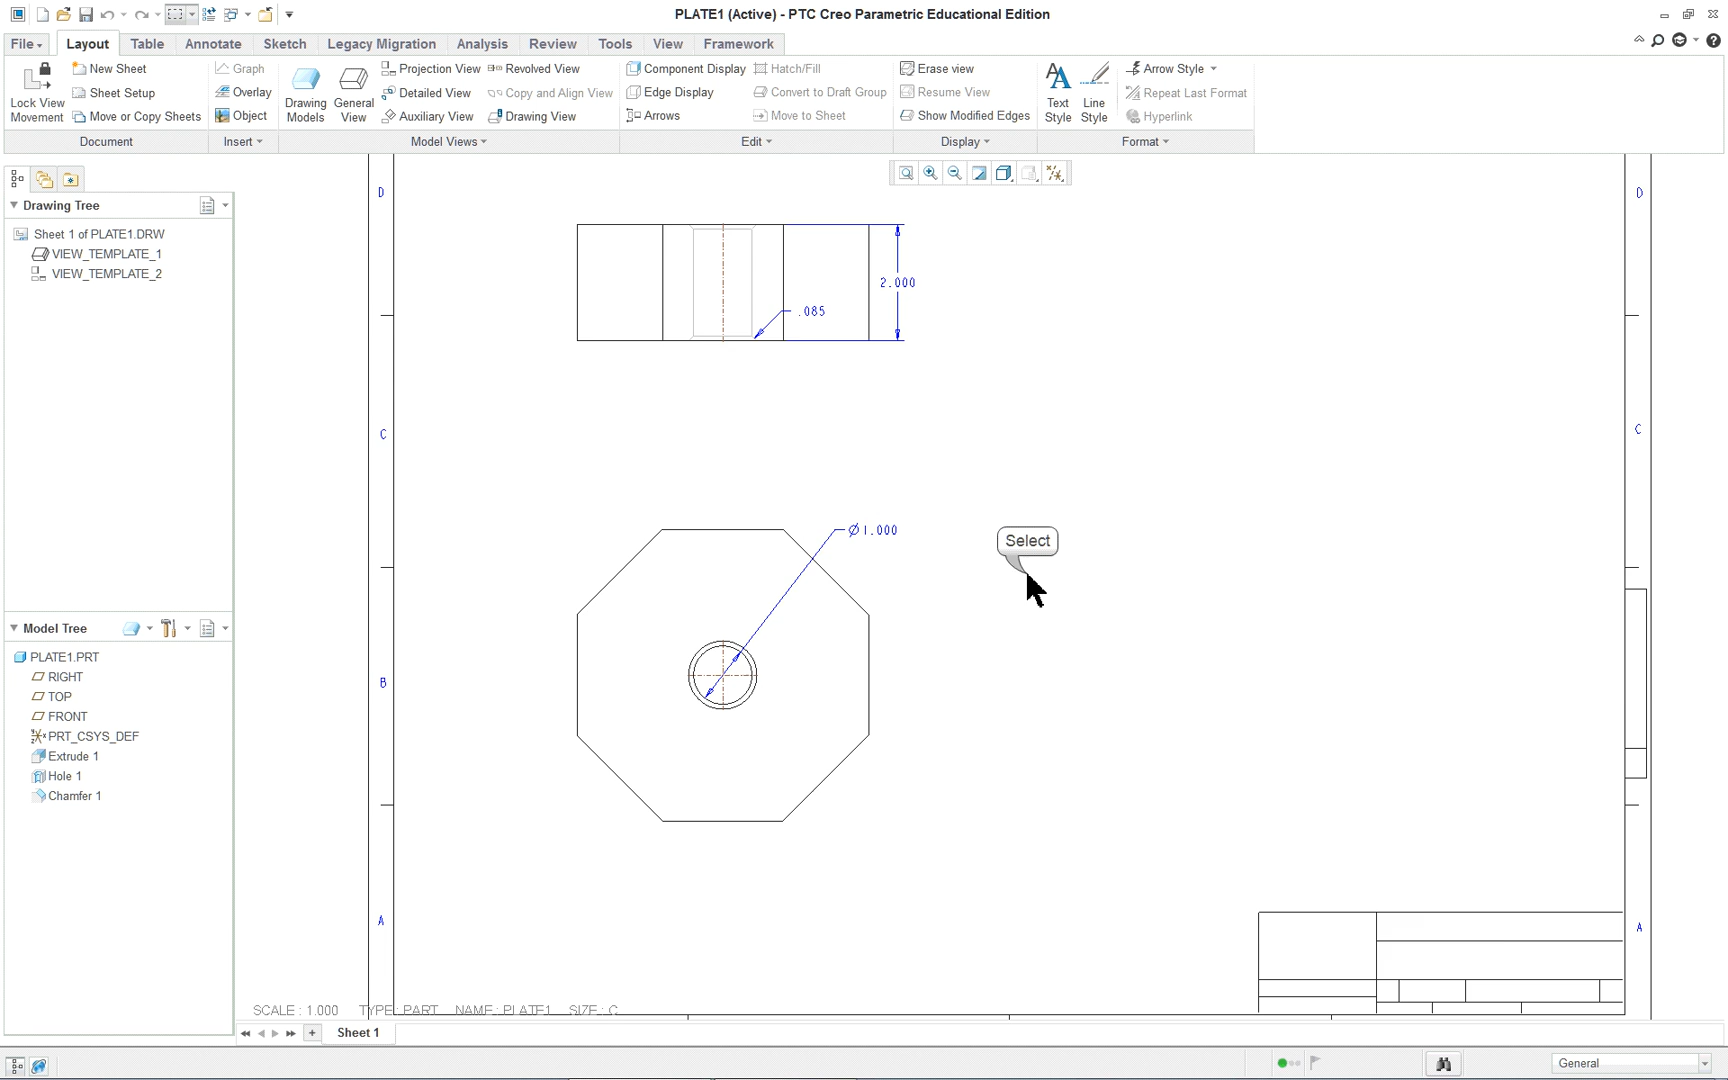 PLATE1 (Active) - PTC Creo Parametric Educational Edition
File Layout Table Annotate Sketch Legacy Migration Analysis Review Tools View Framework
Lock View Movement
New Sheet
Sheet Setup
Move or Copy Sheets
Document
Graph
Overlay
Object
Insert
Drawing Models
General View
Projection View
Detailed View
Auxiliary View
Revolved View
Copy and Align View
Drawing View
Model Views
Component Display
Edge Display
Arrows
Hatch/Fill
Convert to Draft Group
Move to Sheet
Edit
Erase view
Resume View
Show Modified Edges
Display
Text Style
Line Style
Arrow Style
Repeat Last Format
Hyperlink
Format
Drawing Tree
Sheet 1 of PLATE1.DRW
VIEW_TEMPLATE_1
VIEW_TEMPLATE_2
Model Tree
PLATE1.PRT
RIGHT
TOP
FRONT
PRT_CSYS_DEF
Extrude 1
Hole 1
Chamfer 1
D
D
2.000
.085
C
C
Ø1.000
Select
B
A
A
SCALE : 1.000 TYPE : PART NAME : PLATE1 SIZE : C
Sheet 1
General